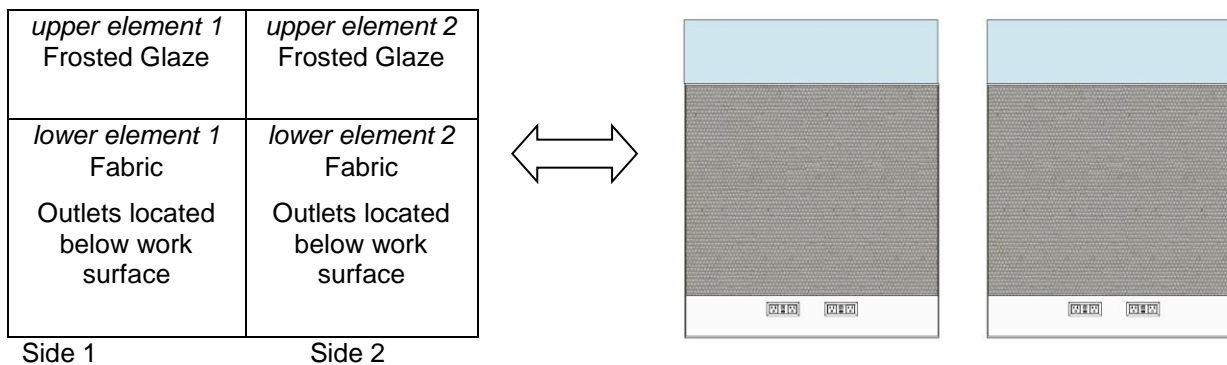 upper element 1
Frosted Glaze
upper element 2
Frosted Glaze
lower element 1
Fabric
Outlets located
below work
surface
lower element 2
Fabric
Outlets located
below work
surface
Side 1
Side 2